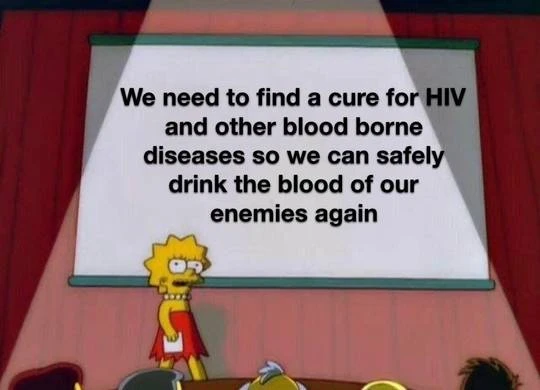 We need to find a cure for HIV
and other blood borne
diseases so we can safely
drink the blood of our
enemies again